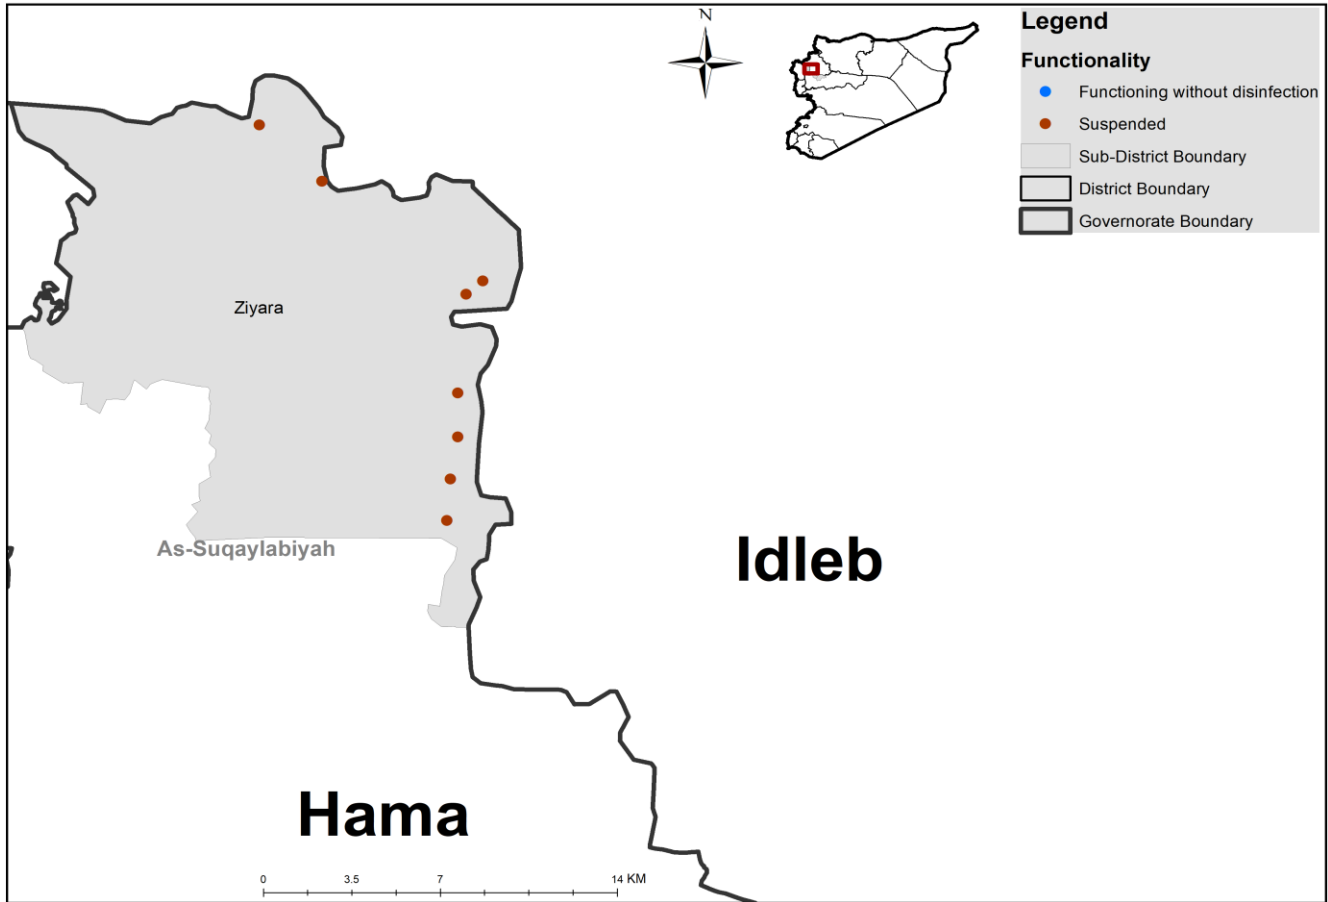 N
Legend
Functionality
Functioning without disinfection
Suspended
Sub-District Boundary
District Boundary
Governorate Boundary
Ziyara
As-Suqaylabiyah
Idleb
Hama
0 3.5 7 14 KM